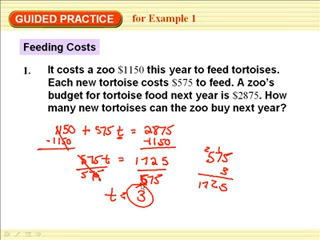 GUIDED PRACTICE for Example 1
Feeding Costs
1. It costs a zoo $1150 this year to feed tortoises.
Each new tortoise costs $575 to feed. A zoo's
budget for tortoise food next year is $2875. How
many new tortoises can the zoo buy next year?
1150 + 575 t = 2875
-1150 -1150
575t = 1725
575 575
t = 3
2 1
575
3
1725